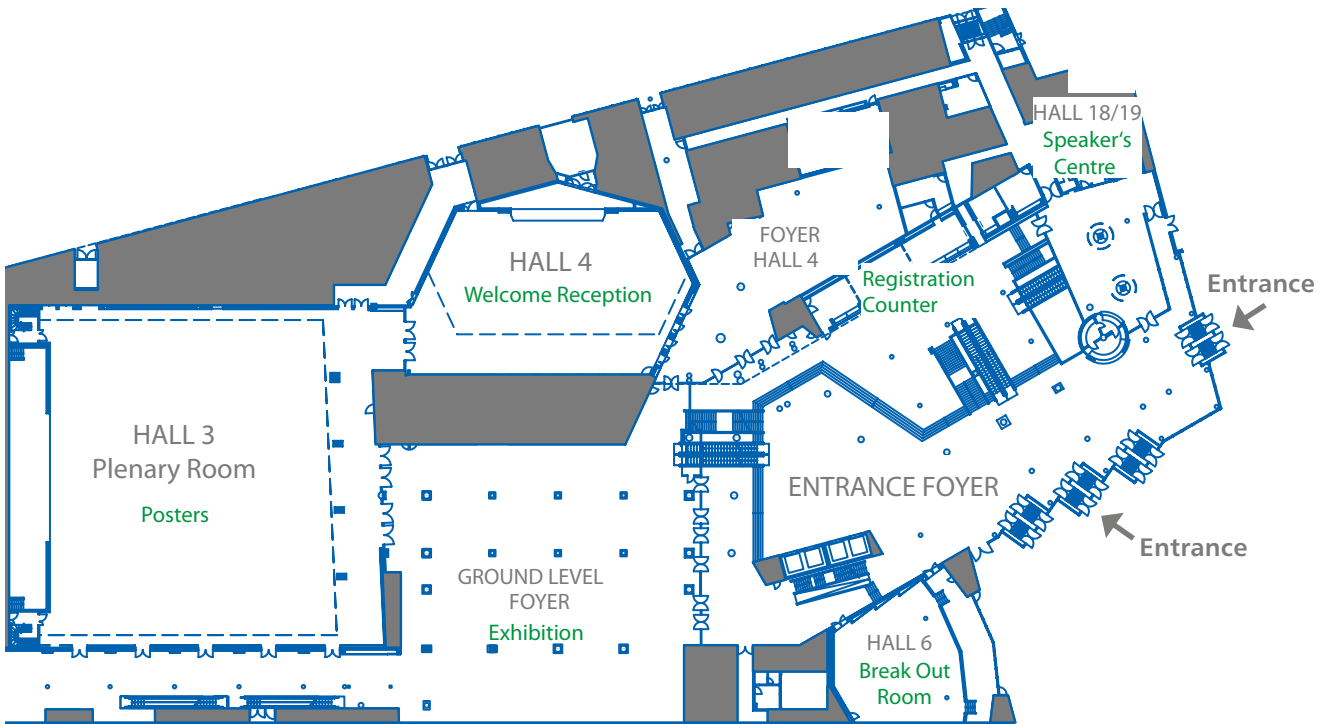 HALL 18/19
Speaker‘s
Centre
FOYER
HALL 4
HALL 4
Welcome Reception
Registration
Counter
Entrance
HALL 3
Plenary Room
Posters
ENTRANCE FOYER
Entrance
GROUND LEVEL
FOYER
Exhibition
HALL 6
Break Out
Room